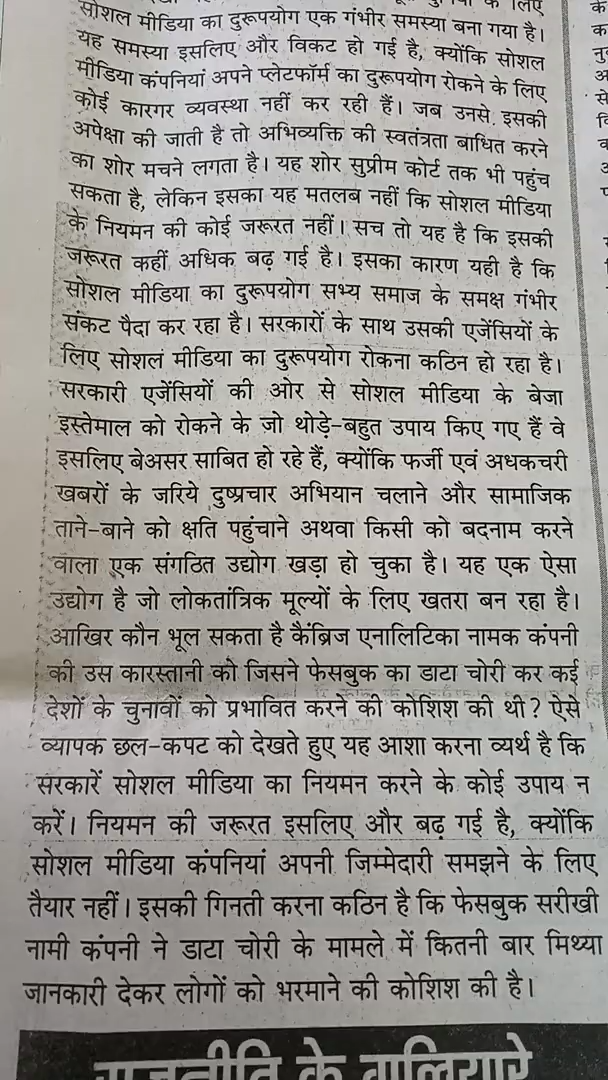 के लिए
सोशल मीडिया का दुरूपयोग एक गंभीर समस्या बना गया है।
यह समस्या इसलिए और विकट हो गई है, क्योंकि सोशल
मीडिया कंपनियां अपने प्लेटफॉर्म का दुरूपयोग रोकने के लिए
कोई कारगर व्यवस्था नहीं कर रही हैं। जब उनसे इसकी
अपेक्षा की जाती है तो अभिव्यक्ति की स्वतंत्रता बाधित करने
का शोर मचने लगता है। यह शोर सुप्रीम कोर्ट तक भी पहुंच
सकता है, लेकिन इसका यह मतलब नहीं कि सोशल मीडिया
के नियमन की कोई जरूरत नहीं। सच तो यह है कि इसकी
जरूरत कहीं अधिक बढ़ गई है। इसका कारण यही है कि
सोशल मीडिया का दुरूपयोग सभ्य समाज के समक्ष गंभीर
संकट पैदा कर रहा है। सरकारों के साथ उसकी एजेंसियों के
लिए सोशल मीडिया का दुरूपयोग रोकना कठिन हो रहा है।
सरकारी एजेंसियों की ओर से सोशल मीडिया के बेजा
इस्तेमाल को रोकने के जो थोड़े-बहुत उपाय किए गए हैं वे
इसलिए बेअसर साबित हो रहे हैं, क्योंकि फर्जी एवं अधकचरी
खबरों के जरिये दुष्प्रचार अभियान चलाने और सामाजिक
ताने-बाने को क्षति पहुंचाने अथवा किसी को बदनाम करने
वाला एक संगठित उद्योग खड़ा हो चुका है। यह एक ऐसा
उद्योग है जो लोकतांत्रिक मूल्यों के लिए खतरा बन रहा है।
आखिर कौन भूल सकता है कैंब्रिज एनालिटिका नामक कंपनी
की उस कारस्तानी को जिसने फेसबुक का डाटा चोरी कर कई
देशों के चुनावों को प्रभावित करने की कोशिश की थी? ऐसे
व्यापक छल-कपट को देखते हुए यह आशा करना व्यर्थ है कि
सरकारें सोशल मीडिया का नियमन करने के कोई उपाय न
करें। नियमन की जरूरत इसलिए और बढ़ गई है, क्योंकि
सोशल मीडिया कंपनियां अपनी जिम्मेदारी समझने के लिए
तैयार नहीं। इसकी गिनती करना कठिन है कि फेसबुक सरीखी
नामी कंपनी ने डाटा चोरी के मामले में कितनी बार मिथ्या
जानकारी देकर लोगों को भरमाने की कोशिश की है।
राजनीति के गलियारे